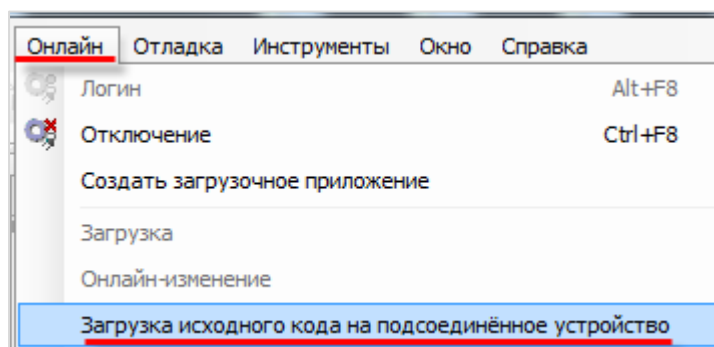 Онлайн Отладка Инструменты Окно Справка
Логин Alt+F8
Отключение Ctrl+F8
Создать загрузочное приложение
Загрузка
Онлайн-изменение
Загрузка исходного кода на подсоединённое устройство